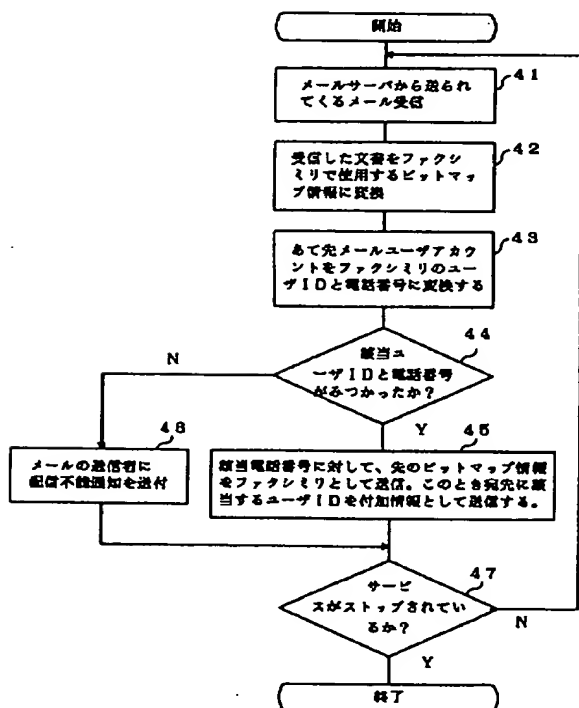 開始
41
メールサーバから送られ
てくるメール受信
42
受信した文書をファクシ
ミリで使用するビットマッ
プ情報に変換
43
あて先メールユーザアカウ
ントをファクシミリのユー
ザIDと電話番号に変換する
44
該当ユ
ーザIDと電話番号
がみつかったか?
N
Y
46
メールの送信者に
配信不能通知を送付
45
該当電話番号に対して、先のビットマップ情報
をファクシミリとして送信。このとき宛先に該
当するユーザIDを付加情報として送信する。
47
サービ
スがストップされてい
るか?
N
Y
終了